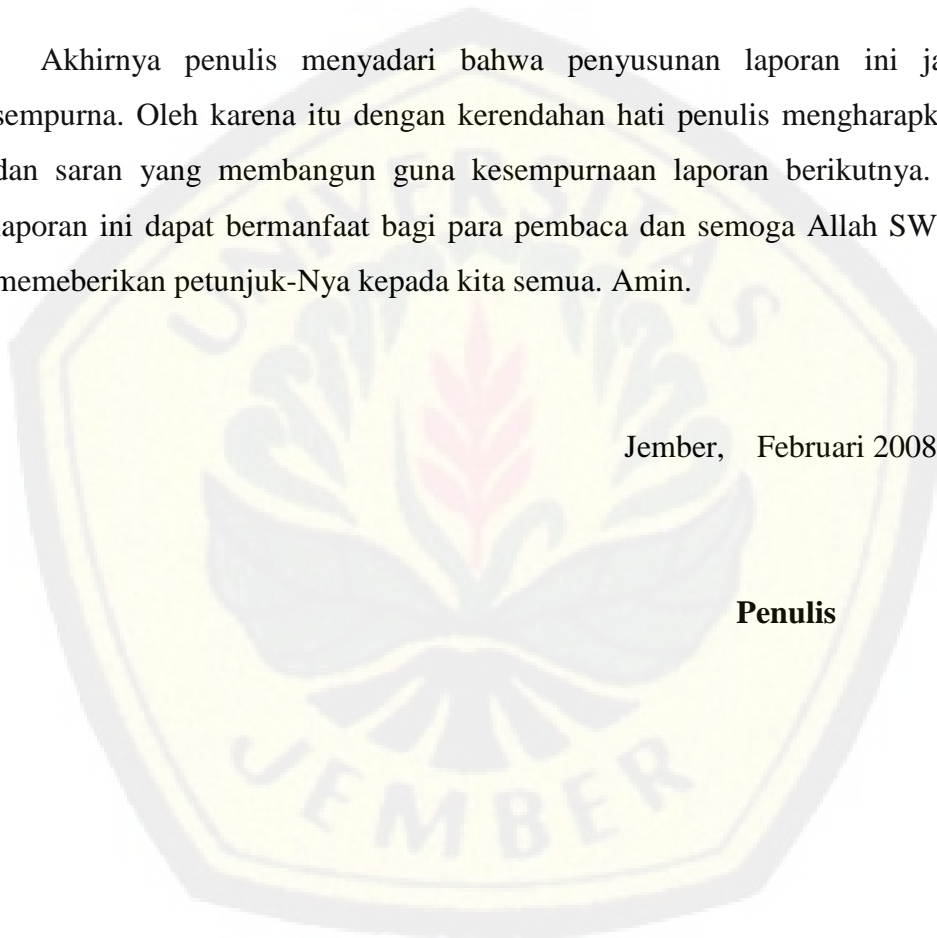 Akhirnya penulis menyadari bahwa penyusunan laporan ini ja
sempurna. Oleh karena itu dengan kerendahan hati penulis mengharapk
dan saran yang membangun guna kesempurnaan laporan berikutnya.
laporan ini dapat bermanfaat bagi para pembaca dan semoga Allah SW
memeberikan petunjuk-Nya kepada kita semua. Amin.
UNIVERSITAS
Jember, Februari 2008
Penulis
JEMBER